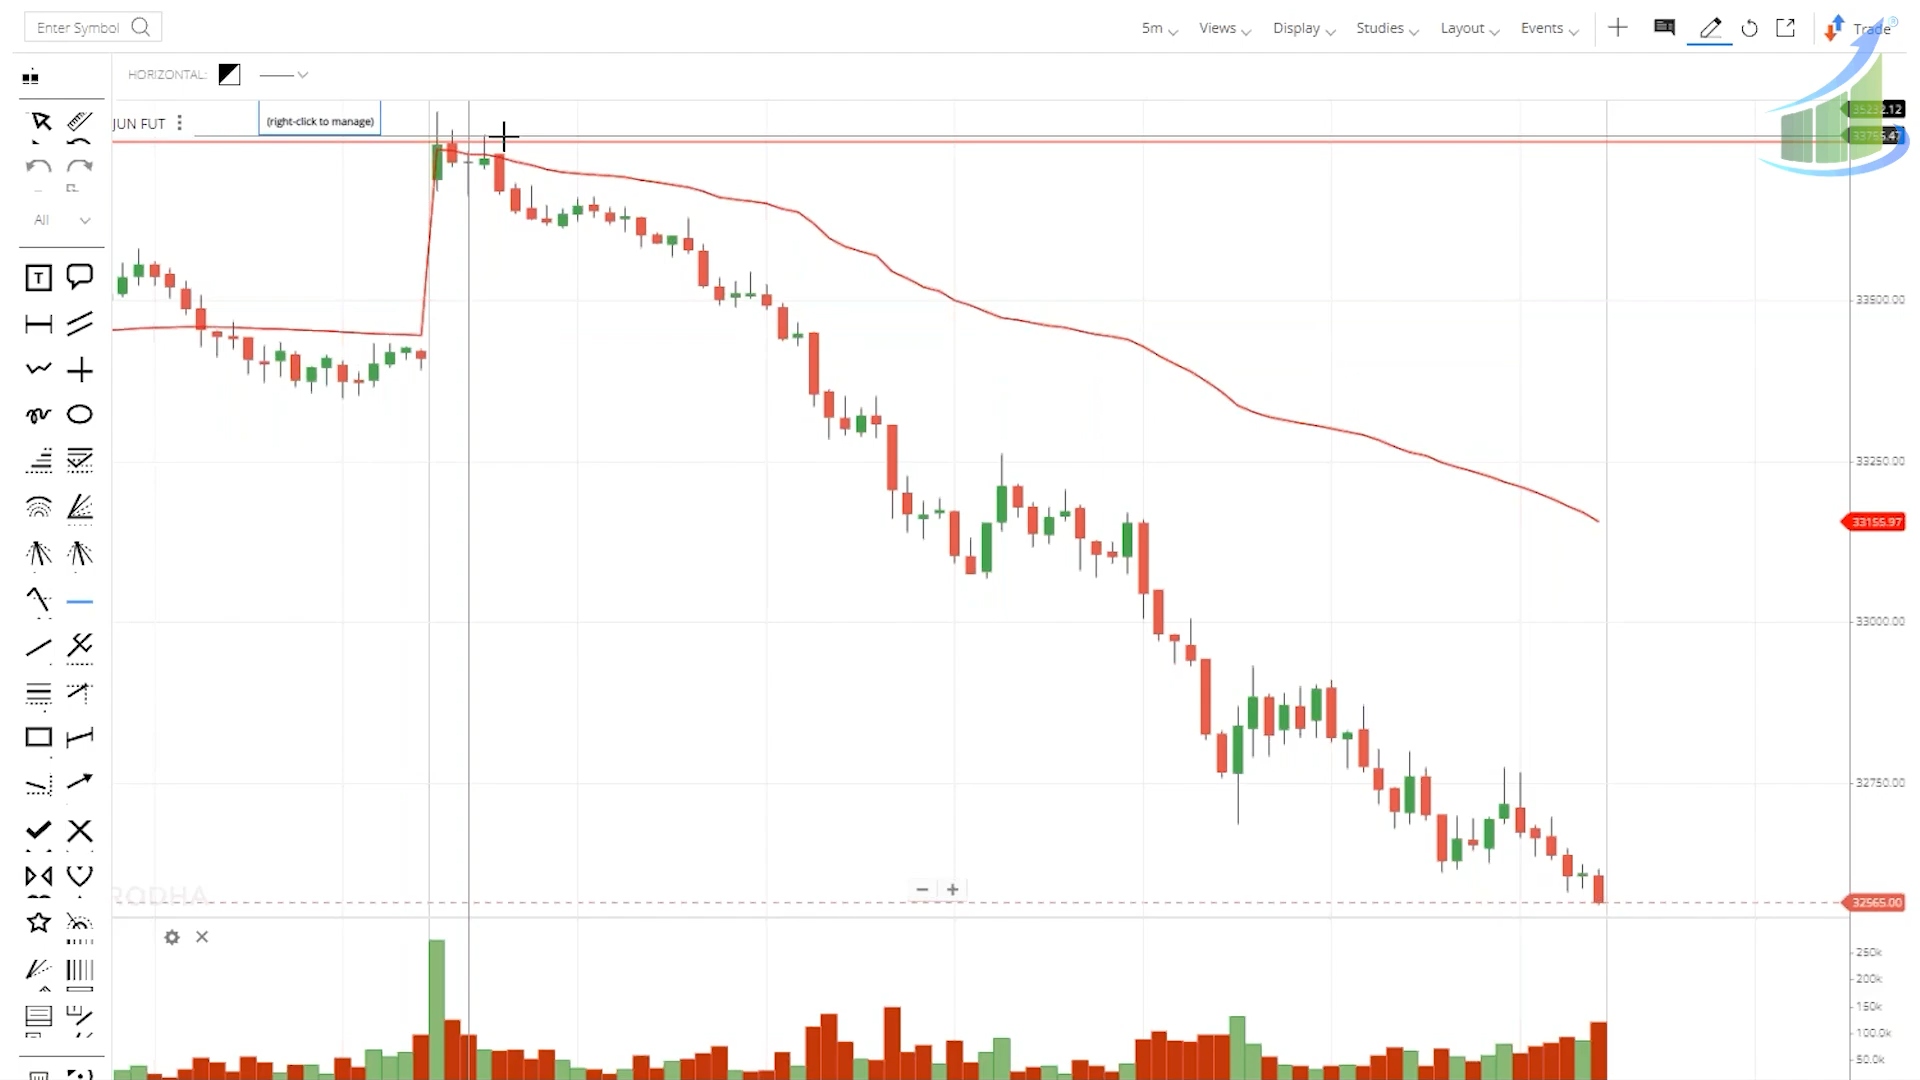 Enter Symbol
5m
Views
Display
Studies
Layout
Events
Trade
®
HORIZONTAL:
JUN FUT
(right-click to manage)
All
T
33500.00
33250.00
33155.97
33000.00
32750.00
RODHA
32565.00
250k
200k
150k
100.0k
50.0k